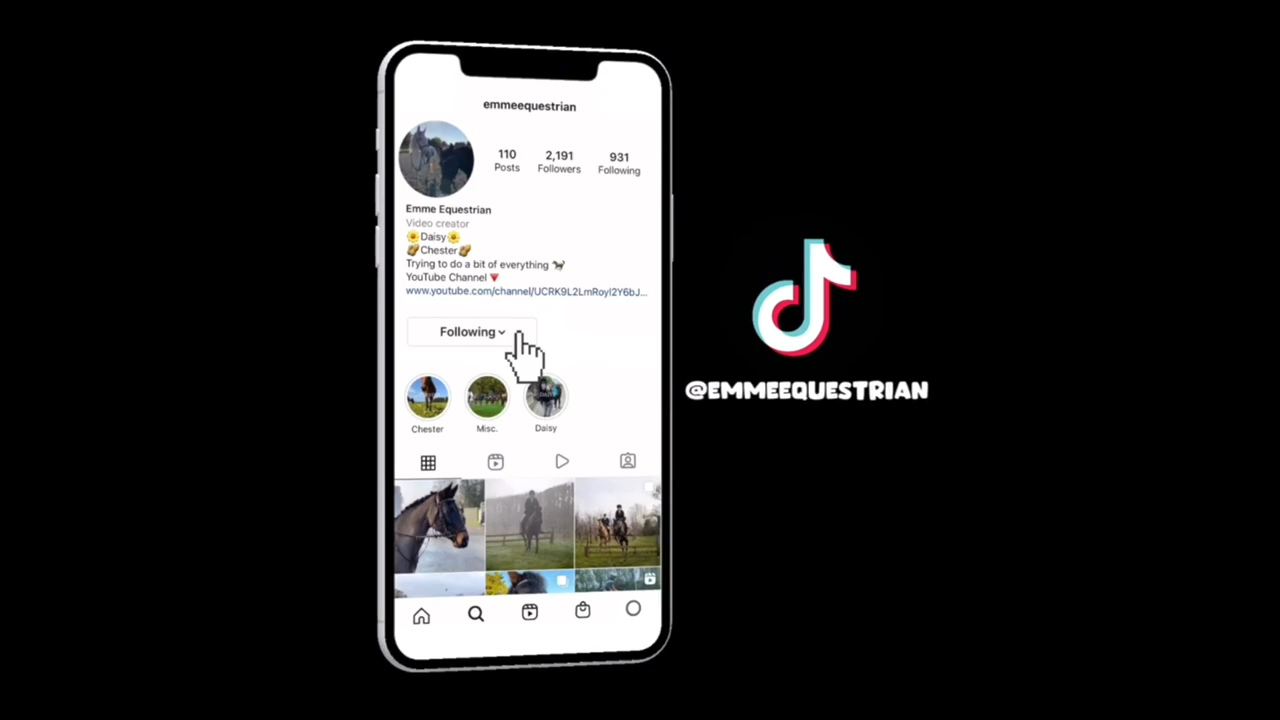 emmeequestrian
110 2,191 931
Posts Followers Following
Emme Equestrian
Video creator
🌻Daisy🌻
🥜Chester🥜
Trying to do a bit of everything 🐎
YouTube Channel 🔻
www.youtube.com/channel/UCRK9L2LmRoyI2Y6bJ...
Following
Chester Misc. Daisy
@EMMEEQUESTRIAN